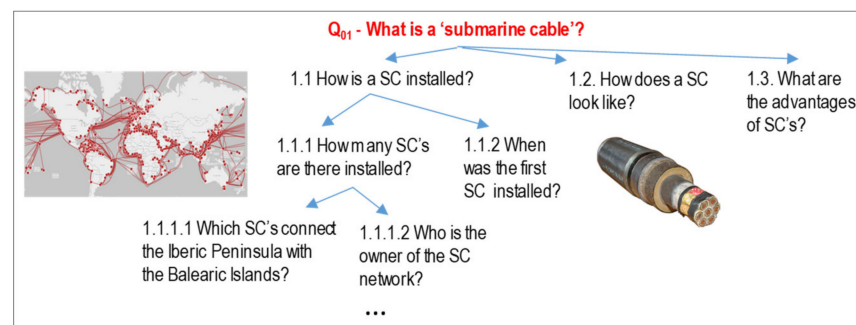 Q01 - What is a ‘submarine cable’?
1.1 How is a SC installed?
1.2. How does a SC
look like?
1.3. What are
the advantages
of SC's?
1.1.1 How many SC's
are there installed?
1.1.2 When
was the first
SC installed?
1.1.1.1 Which SC's connect
the Iberic Peninsula with
the Balearic Islands?
1.1.1.2 Who is the
owner of the SC
network?
...